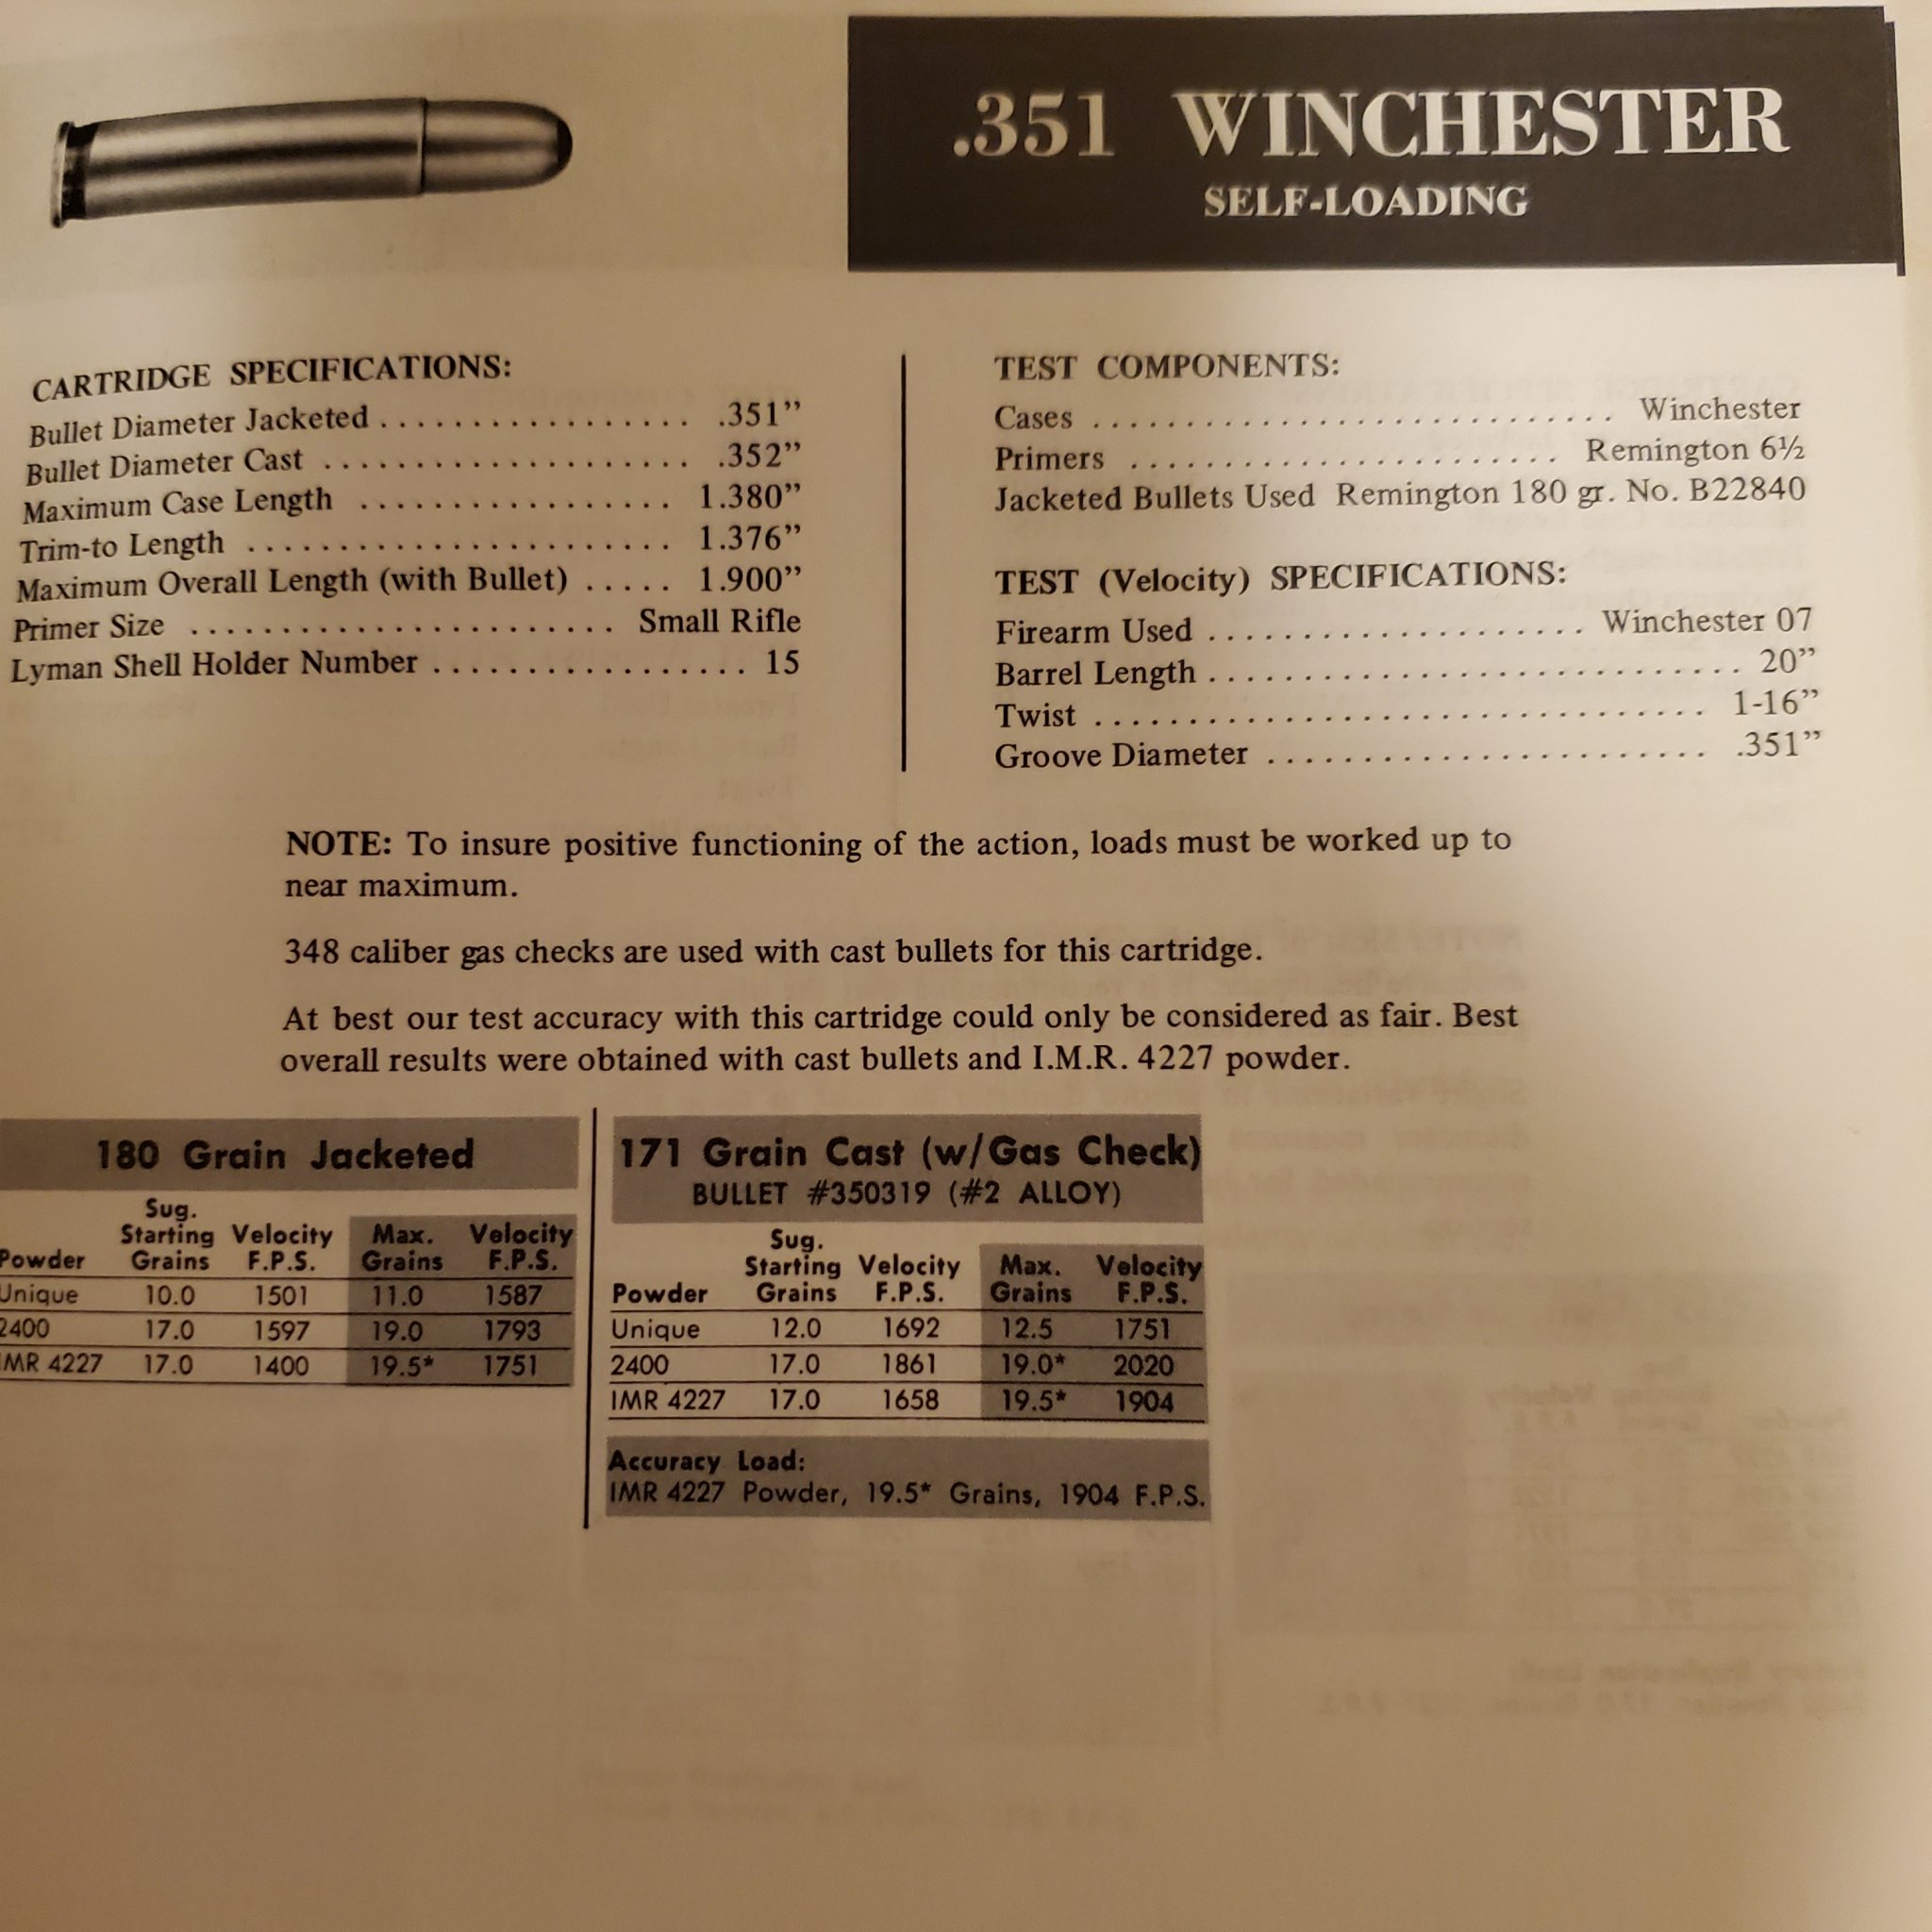 .351 WINCHESTER
SELF-LOADING
CARTRIDGE SPECIFICATIONS:
Bullet Diameter Jacketed . . . . . . . . . . . . . . . . . .351”
Bullet Diameter Cast . . . . . . . . . . . . . . . . . . . . .352”
Maximum Case Length . . . . . . . . . . . . . . . . . 1.380”
Trim-to Length . . . . . . . . . . . . . . . . . . . . . . . 1.376”
Maximum Overall Length (with Bullet) . . . . . 1.900”
Primer Size . . . . . . . . . . . . . . . . . . . . . . . Small Rifle
Lyman Shell Holder Number . . . . . . . . . . . . . . . . . 15
TEST COMPONENTS:
Cases . . . . . . . . . . . . . . . . . . . . . . . . . . . . Winchester
Primers . . . . . . . . . . . . . . . . . . . . . . . Remington 6½
Jacketed Bullets Used Remington 180 gr. No. B22840
TEST (Velocity) SPECIFICATIONS:
Firearm Used . . . . . . . . . . . . . . . . . . . . Winchester 07
Barrel Length . . . . . . . . . . . . . . . . . . . . . . . . . . . . 20”
Twist . . . . . . . . . . . . . . . . . . . . . . . . . . . . . . . . 1-16”
Groove Diameter . . . . . . . . . . . . . . . . . . . . . . . .351”
NOTE: To insure positive functioning of the action, loads must be worked up to
near maximum.
348 caliber gas checks are used with cast bullets for this cartridge.
At best our test accuracy with this cartridge could only be considered as fair. Best
overall results were obtained with cast bullets and I.M.R. 4227 powder.
180 Grain Jacketed
Sug.
Starting Velocity Max. Velocity
Powder Grains F.P.S. Grains F.P.S.
Unique 10.0 1501 11.0 1587
2400 17.0 1597 19.0 1793
IMR 4227 17.0 1400 19.5* 1751
171 Grain Cast (w/Gas Check)
BULLET #350319 (#2 ALLOY)
Sug.
Starting Velocity Max. Velocity
Powder Grains F.P.S. Grains F.P.S.
Unique 12.0 1692 12.5 1751
2400 17.0 1861 19.0* 2020
IMR 4227 17.0 1658 19.5* 1904
Accuracy Load:
IMR 4227 Powder, 19.5* Grains, 1904 F.P.S.